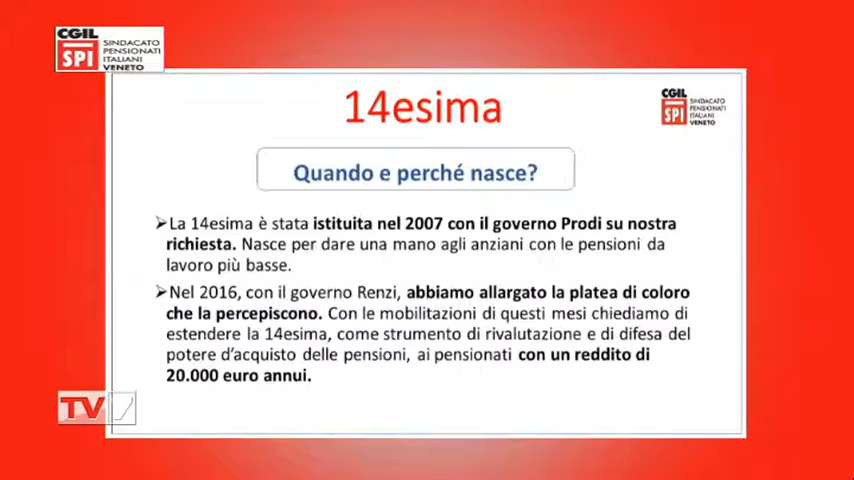 CGIL
SPI
SINDACATO
PENSIONATI
ITALIANI
VENETO
14esima
CGIL
SPI
SINDACATO
PENSIONATI
ITALIANI
VENETO
Quando e perché nasce?
➢La 14esima è stata istituita nel 2007 con il governo Prodi su nostra
richiesta. Nasce per dare una mano agli anziani con le pensioni da
lavoro più basse.
➢Nel 2016, con il governo Renzi, abbiamo allargato la platea di coloro
che la percepiscono. Con le mobilitazioni di questi mesi chiediamo di
estendere la 14esima, come strumento di rivalutazione e di difesa del
potere d'acquisto delle pensioni, ai pensionati con un reddito di
20.000 euro annui.
TV